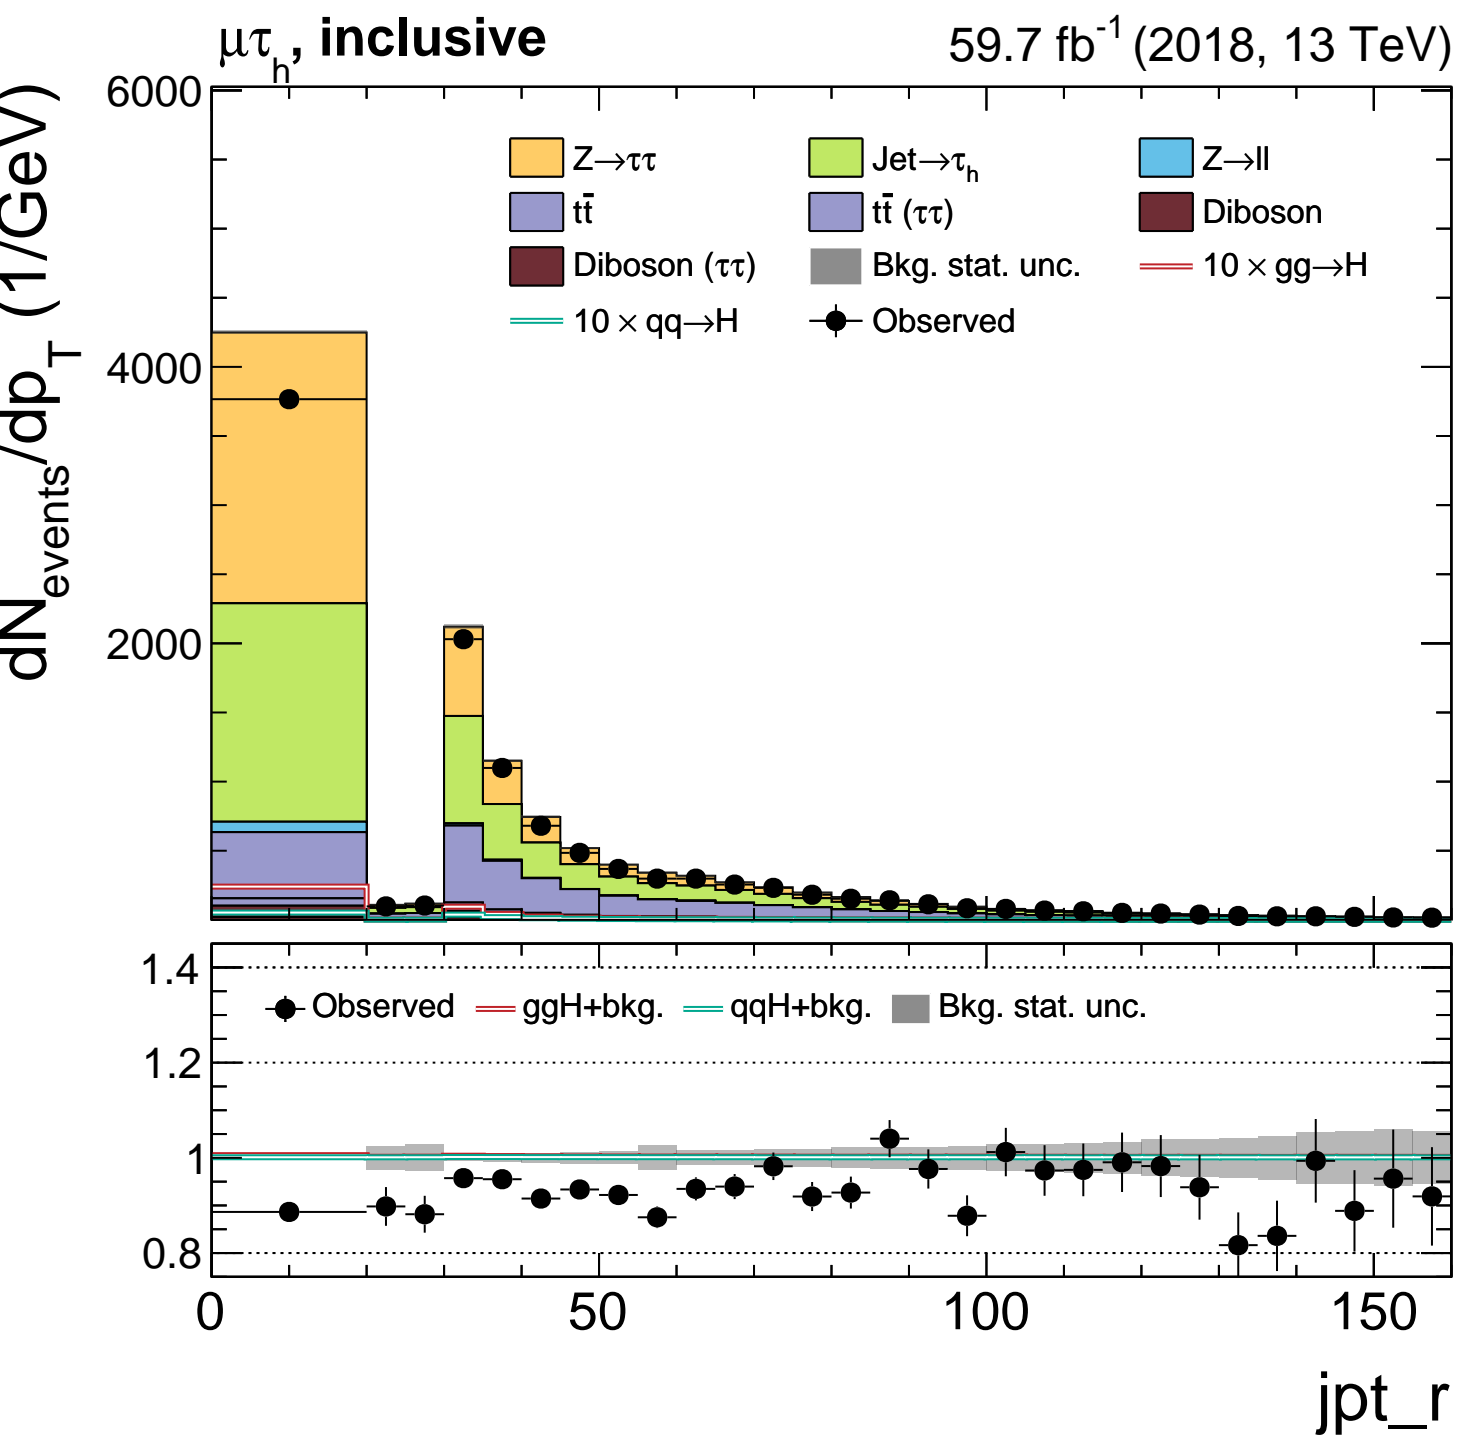 μτh, inclusive
59.7 fb-1 (2018, 13 TeV)
dNevents/dpT (1/GeV)
6000
4000
2000
Z→ττ Jet→τh Z→ll
tt̄ tt̄ (ττ) Diboson
Diboson (ττ) Bkg. stat. unc. 10 × gg→H
10 × qq→H Observed
1.4
1.2
1
0.8
Observed ggH+bkg. qqH+bkg. Bkg. stat. unc.
0 50 100 150
jpt_r